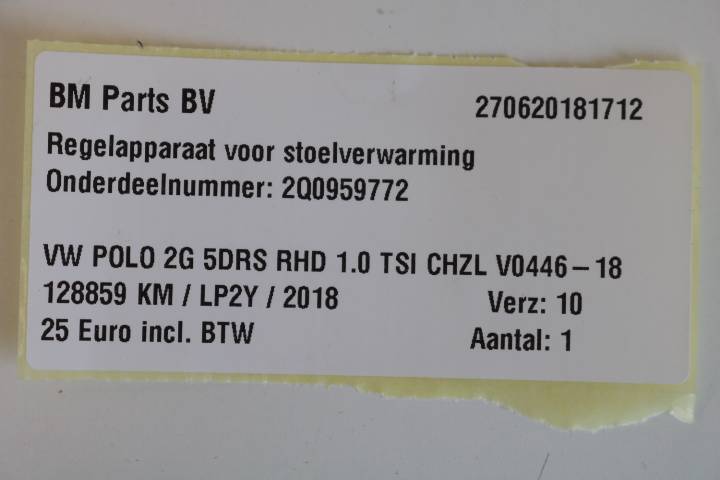 BM Parts BV 270620181712
Regelapparaat voor stoelverwarming
Onderdeelnummer: 2Q0959772
VW POLO 2G 5DRS RHD 1.0 TSI CHZL V0446-18
128859 KM / LP2Y / 2018 Verz: 10
25 Euro incl. BTW Aantal: 1